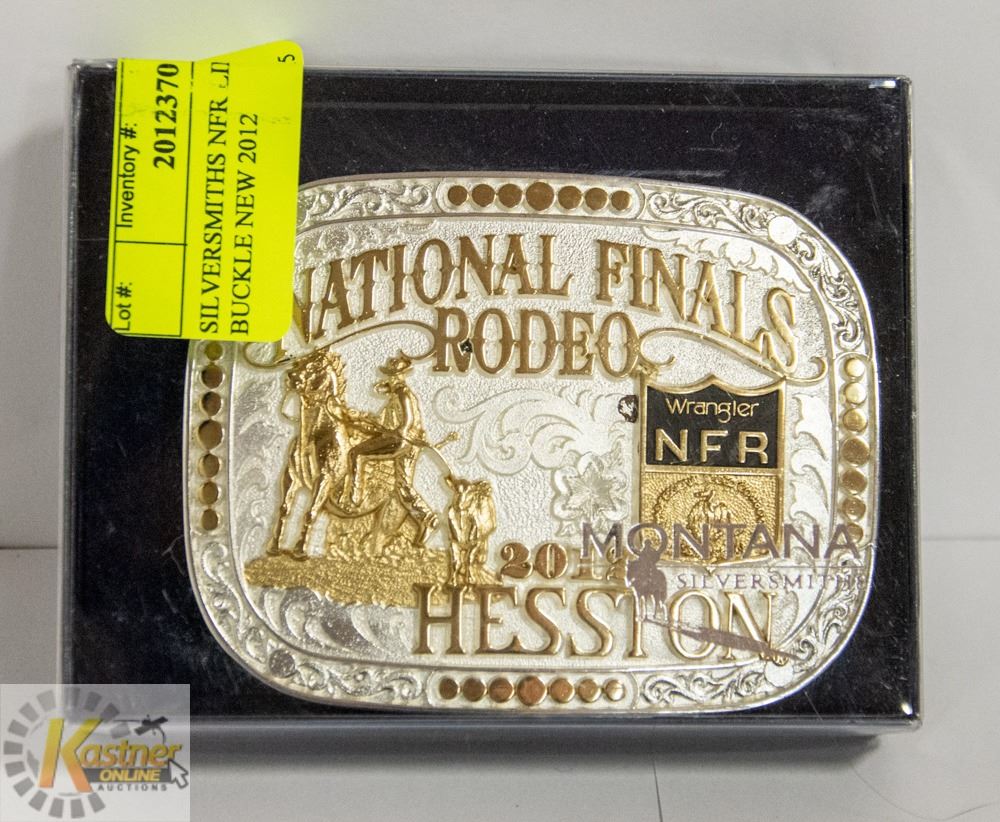 Lot #:
Inventory #:
2012370
SILVERSMITHS NFR
BUCKLE NEW 2012
5
NATIONAL FINALS
RODEO
Wrangler
NFR
HESSTON
MONTANA
SILVERSMITHS
Kastner
ONLINE
AUCTIONS